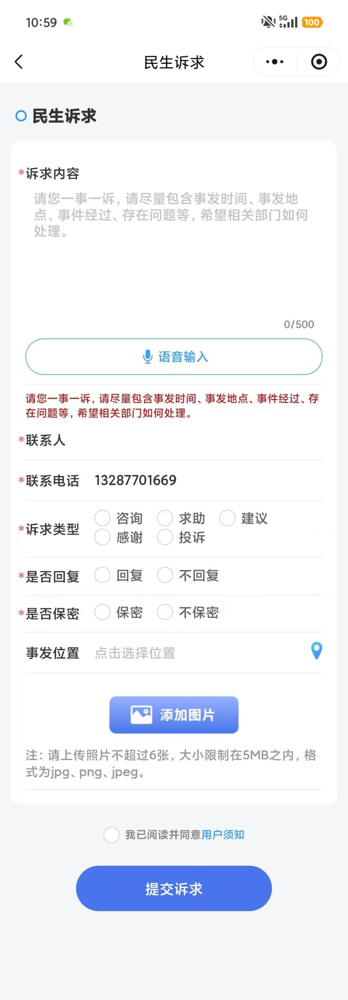 10:59
5G
100
民生诉求
民生诉求
*诉求内容
请您一事一诉，请尽量包含事发时间、事发地
点、事件经过、存在问题等，希望相关部门如何
处理。
0/500
语音输入
请您一事一诉，请尽量包含事发时间、事发地点、事件经过、存
在问题等，希望相关部门如何处理。
*联系人
*联系电话 13287701669
*诉求类型 咨询 求助 建议
感谢 投诉
*是否回复 回复 不回复
*是否保密 保密 不保密
事发位置 点击选择位置
添加图片
注：请上传照片不超过6张，大小限制在5MB之内，格
式为jpg、png、jpeg。
我已阅读并同意用户须知
提交诉求